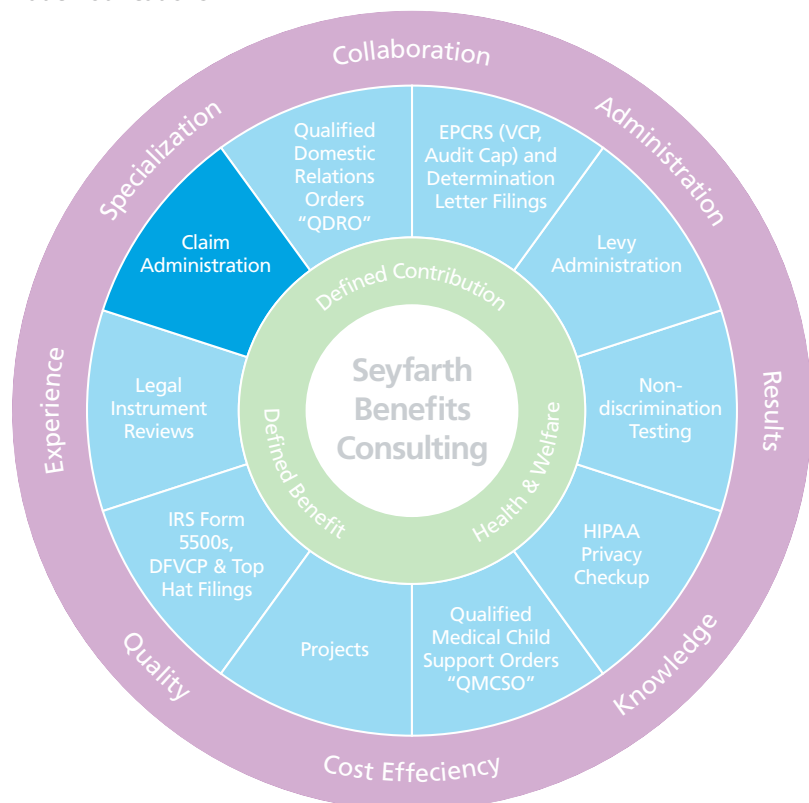 Collaboration
Administration
Results
Knowledge
Cost Effeciency
Quality
Experience
Specialization
Qualified
Domestic
Relations
Orders
“QDRO”
EPCRS (VCP,
Audit Cap) and
Determination
Letter Filings
Levy
Administration
Non-
discrimination
Testing
HIPAA
Privacy
Checkup
Qualified
Medical Child
Support Orders
“QMCSO”
Projects
IRS Form
5500s,
DFVCP & Top
Hat Filings
Legal
Instrument
Reviews
Claim
Administration
Defined Contribution
Health & Welfare
Defined Benefit
Seyfarth
Benefits
Consulting